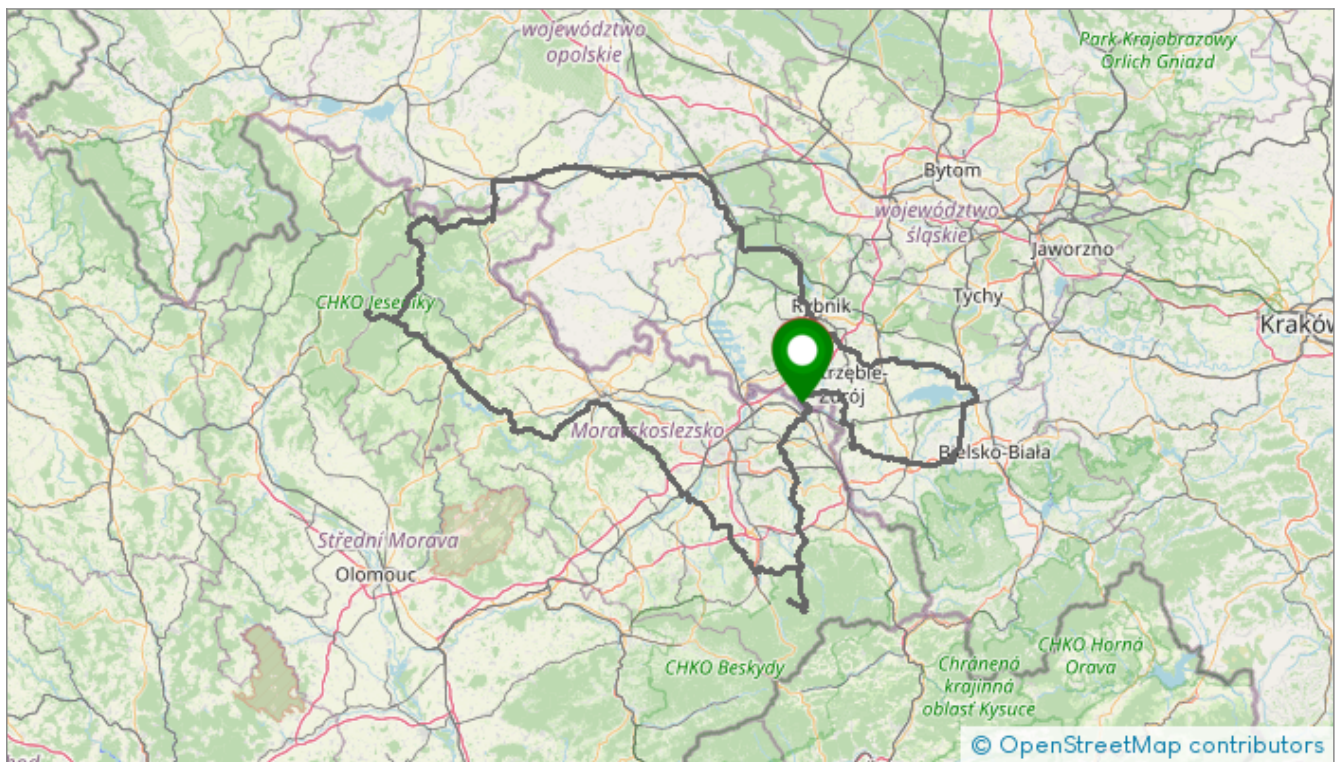 województwo
opolskie
Park Krajobrazowy
Orlich Gniazd
Bytom
województwo
śląskie
Jaworzno
CHKO Jeseníky
Tychy
Rybnik
Kraków
Zdrój
Moravskoslezsko
Bielsko-Biała
Střední Morava
Olomouc
CHKO Beskydy
CHKO Horná
Orava
Chránená
krajinná
oblasť Kysuce
© OpenStreetMap contributors